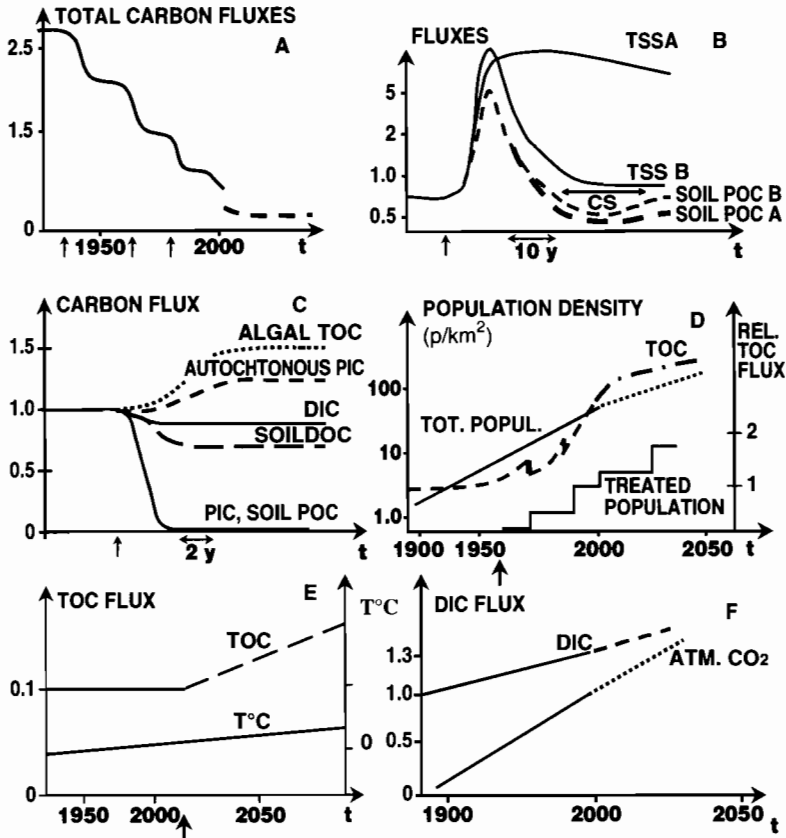 TOTAL CARBON FLUXES
A
2.5
1.5
0
1950
2000
t
FLUXES
B
TSSA
5
2
1.0
0.5
TSS B
CS
SOIL POC B
SOIL POC A
10 y
t
CARBON FLUX
C
ALGAL TOC
1.5
AUTOCHTONOUS PIC
1.0
DIC
SOILDOC
0.5
PIC, SOIL POC
0
2 y
t
POPULATION DENSITY
(p/km²)
D
REL.
TOC
FLUX
TOC
100
TOT. POPUL.
2
10
TREATED
POPULATION
1
1.0
1900
1950
2000
2050
t
TOC FLUX
E
T°C
TOC
0.1
T°C
0
1950
2000
2050
t
DIC FLUX
F
DIC
1.3
ATM. CO2
1.0
0.5
0
1900
2000
2050
t